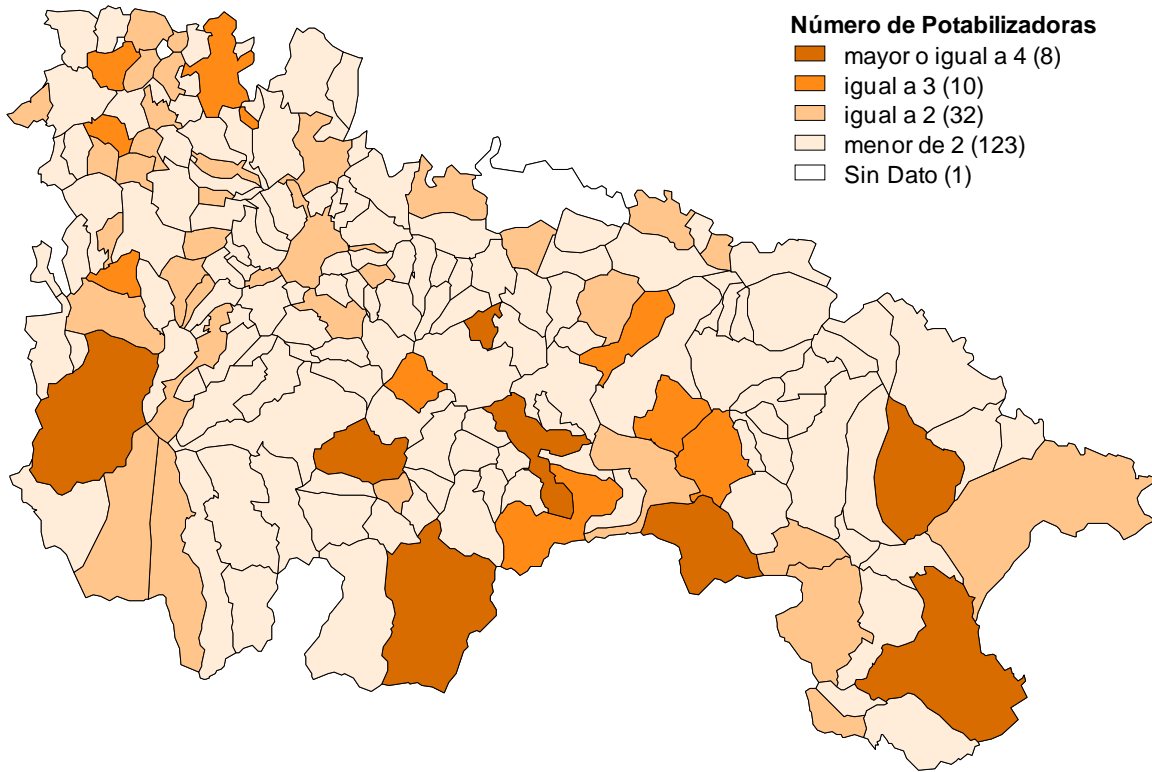 Número de Potabilizadoras
mayor o igual a 4 (8)
igual a 3 (10)
igual a 2 (32)
menor de 2 (123)
Sin Dato (1)